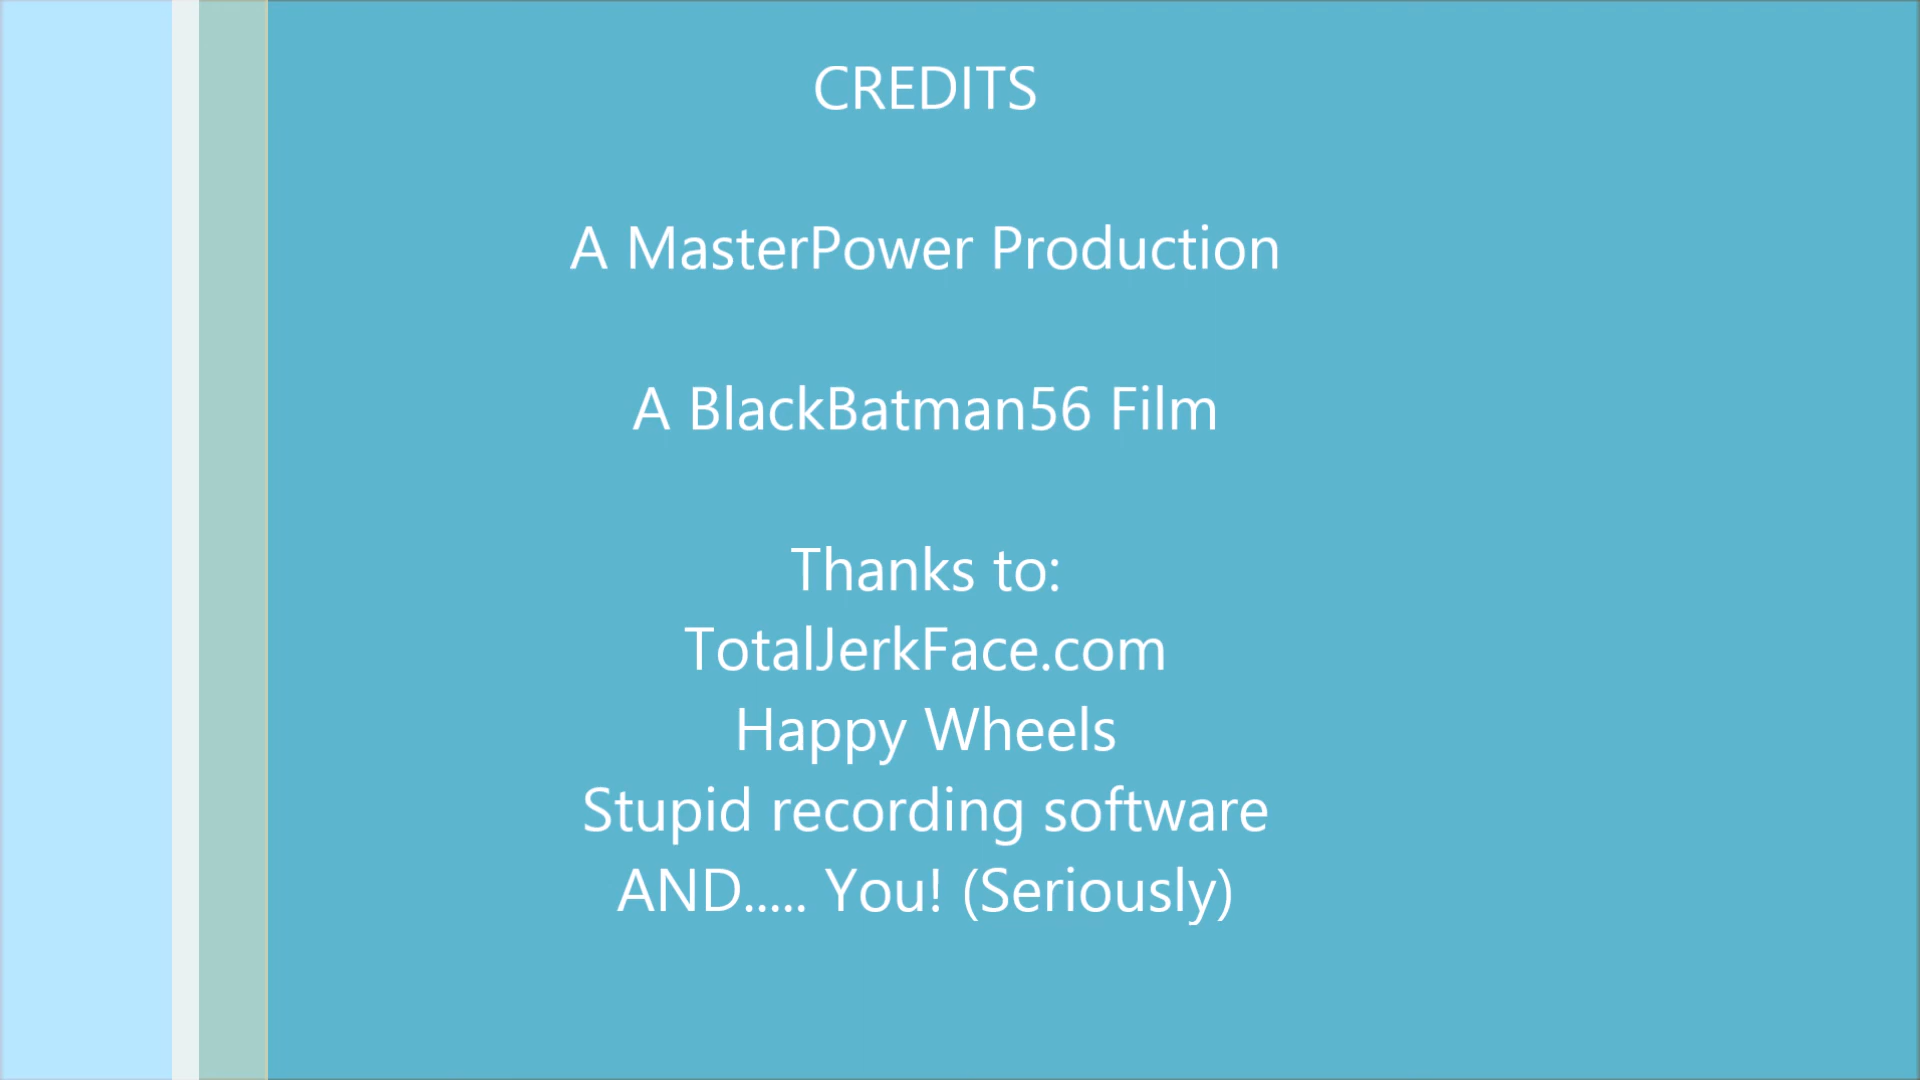 CREDITS
A MasterPower Production
A BlackBatman56 Film
Thanks to:
TotalJerkFace.com
Happy Wheels
Stupid recording software
AND..... You! (Seriously)